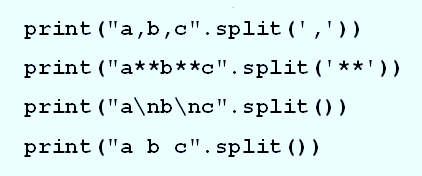 print("a,b,c".split(','))
print("a**b**c".split('**'))
print("a\nb\nc".split())
print("a b c".split())